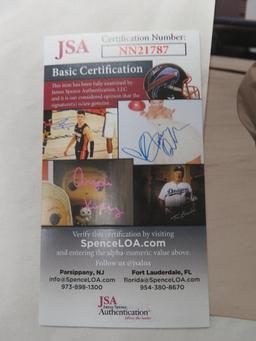 JSA
Certification Number:
NN21787
Basic Certification
This item has been fully examined by
James Spence Authentication, LLC
and it is our considered opinion that the
signature(s) is/are genuine.
Verify this certification by visiting
SpenceLOA.com
and entering the alpha-numeric value above.
Follow us @jsaloa
Parsippany, NJ
info@SpenceLOA.com
973-898-1300
Fort Lauderdale, FL
florida@SpenceLOA.com
954-380-8670
JSA
James Spence
Authentication